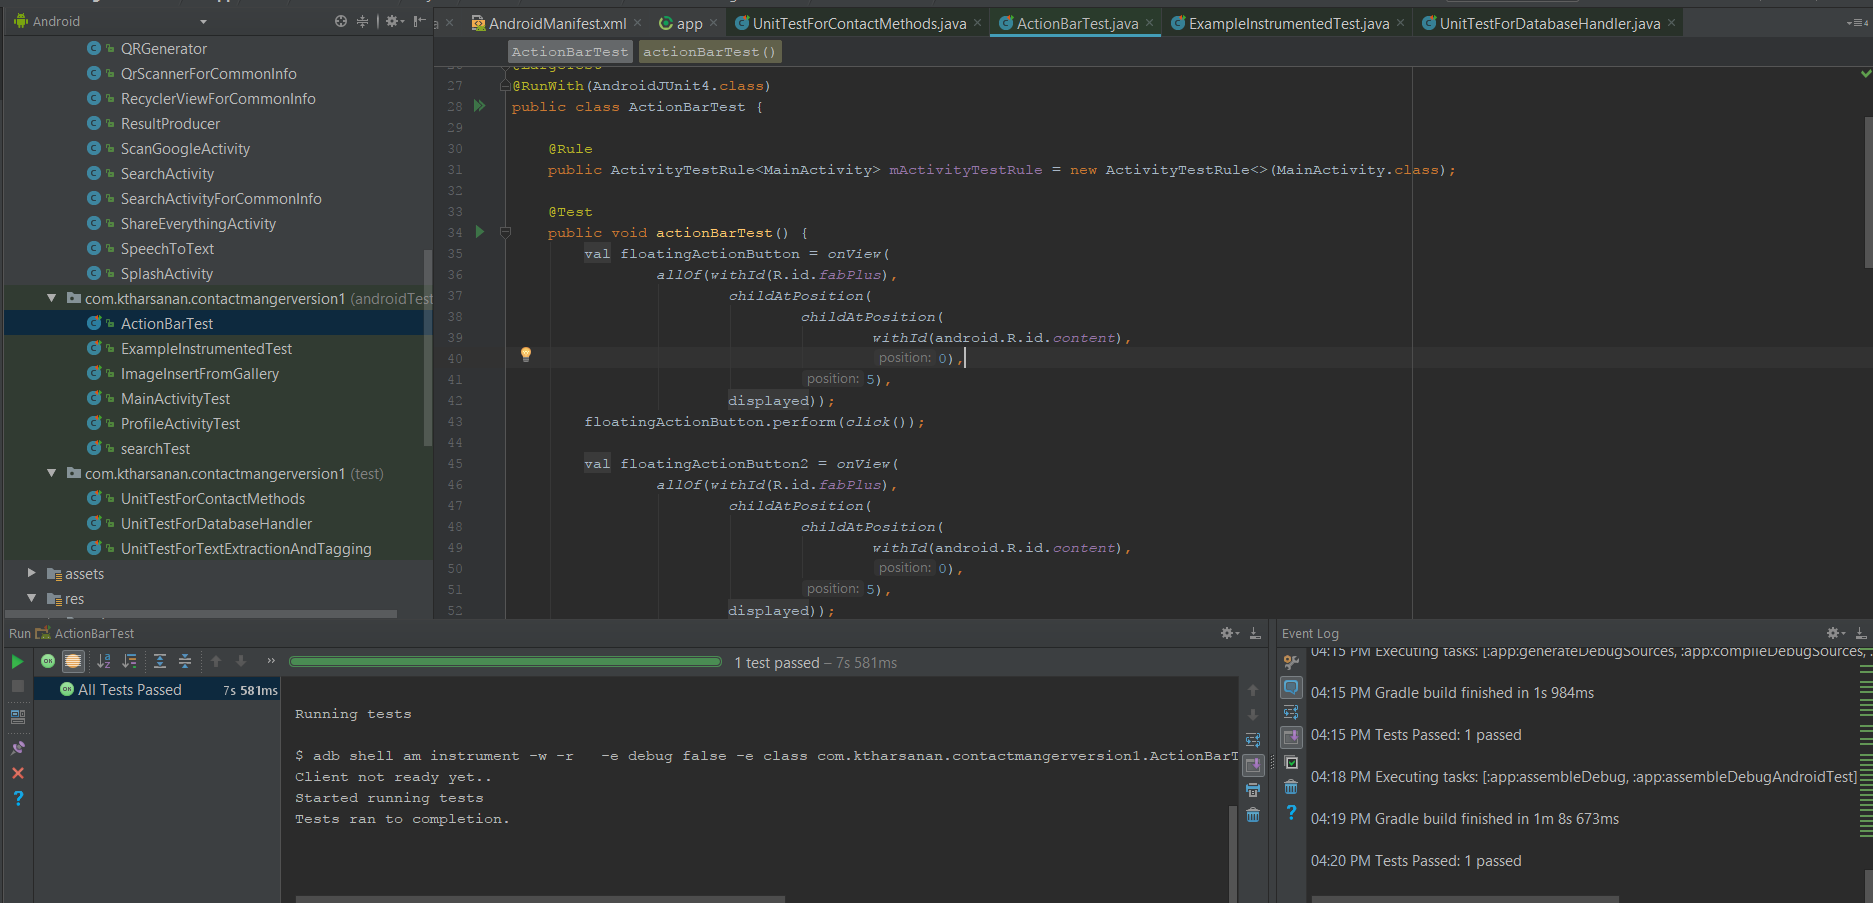 Android
AndroidManifest.xml
app
UnitTestForContactMethods.java
ActionBarTest.java
ExampleInstrumentedTest.java
UnitTestForDatabaseHandler.java
QRGenerator
QrScannerForCommonInfo
RecyclerViewForCommonInfo
ResultProducer
ScanGoogleActivity
SearchActivity
SearchActivityForCommonInfo
ShareEverythingActivity
SpeechToText
SplashActivity
com.ktharsanan.contactmangerversion1 (androidTest
ActionBarTest
ExampleInstrumentedTest
ImageInsertFromGallery
MainActivityTest
ProfileActivityTest
searchTest
com.ktharsanan.contactmangerversion1 (test)
UnitTestForContactMethods
UnitTestForDatabaseHandler
UnitTestForTextExtractionAndTagging
assets
res
ActionBarTest actionBarTest()
27 @RunWith(AndroidJUnit4.class)
28 public class ActionBarTest {
29
30 @Rule
31 public ActivityTestRule<MainActivity> mActivityTestRule = new ActivityTestRule<>(MainActivity.class);
32
33 @Test
34 public void actionBarTest() {
35 val floatingActionButton = onView(
36 allOf(withId(R.id.fabPlus),
37 childAtPosition(
38 childAtPosition(
39 withId(android.R.id.content),
40 position: 0),
41 position: 5),
42 displayed));
43 floatingActionButton.perform(click());
44
45 val floatingActionButton2 = onView(
46 allOf(withId(R.id.fabPlus),
47 childAtPosition(
48 childAtPosition(
49 withId(android.R.id.content),
50 position: 0),
51 position: 5),
52 displayed));
Run ActionBarTest
1 test passed – 7s 581ms
OK All Tests Passed 7s 581ms
Running tests
$ adb shell am instrument -w -r -e debug false -e class com.ktharsanan.contactmangerversion1.ActionBarT
Client not ready yet..
Started running tests
Tests ran to completion.
Event Log
04:15 PM Executing tasks: [:app:generateDebugSources, :app:compileDebugSources, :
04:15 PM Gradle build finished in 1s 984ms
04:15 PM Tests Passed: 1 passed
04:18 PM Executing tasks: [:app:assembleDebug, :app:assembleDebugAndroidTest]
04:19 PM Gradle build finished in 1m 8s 673ms
04:20 PM Tests Passed: 1 passed